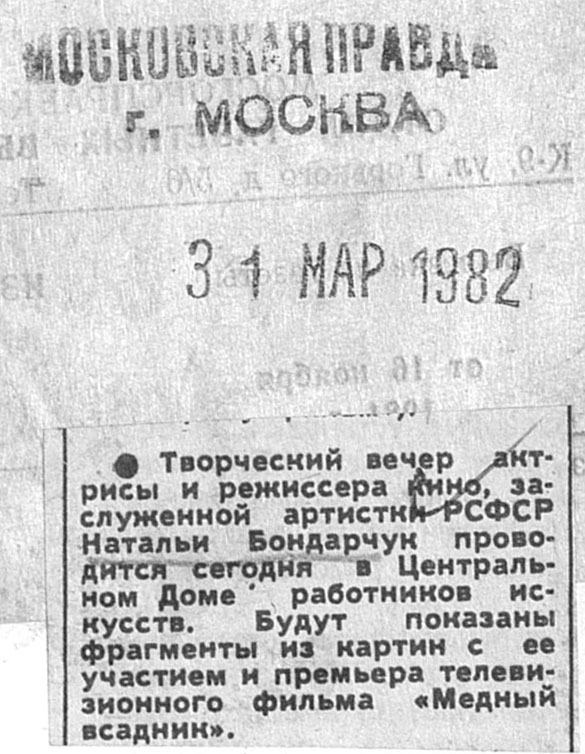 МОСКОВСКАЯ ПРАВДА
г. МОСКВА
31 МАР 1982
● Творческий вечер акт-
рисы и режиссера кино, за-
служенной артистки РСФСР
Натальи Бондарчук прово-
дится сегодня в Централь-
ном Доме работников ис-
кусств. Будут показаны
фрагменты из картин с ее
участием и премьера телеви-
зионного фильма «Медный
всадник».